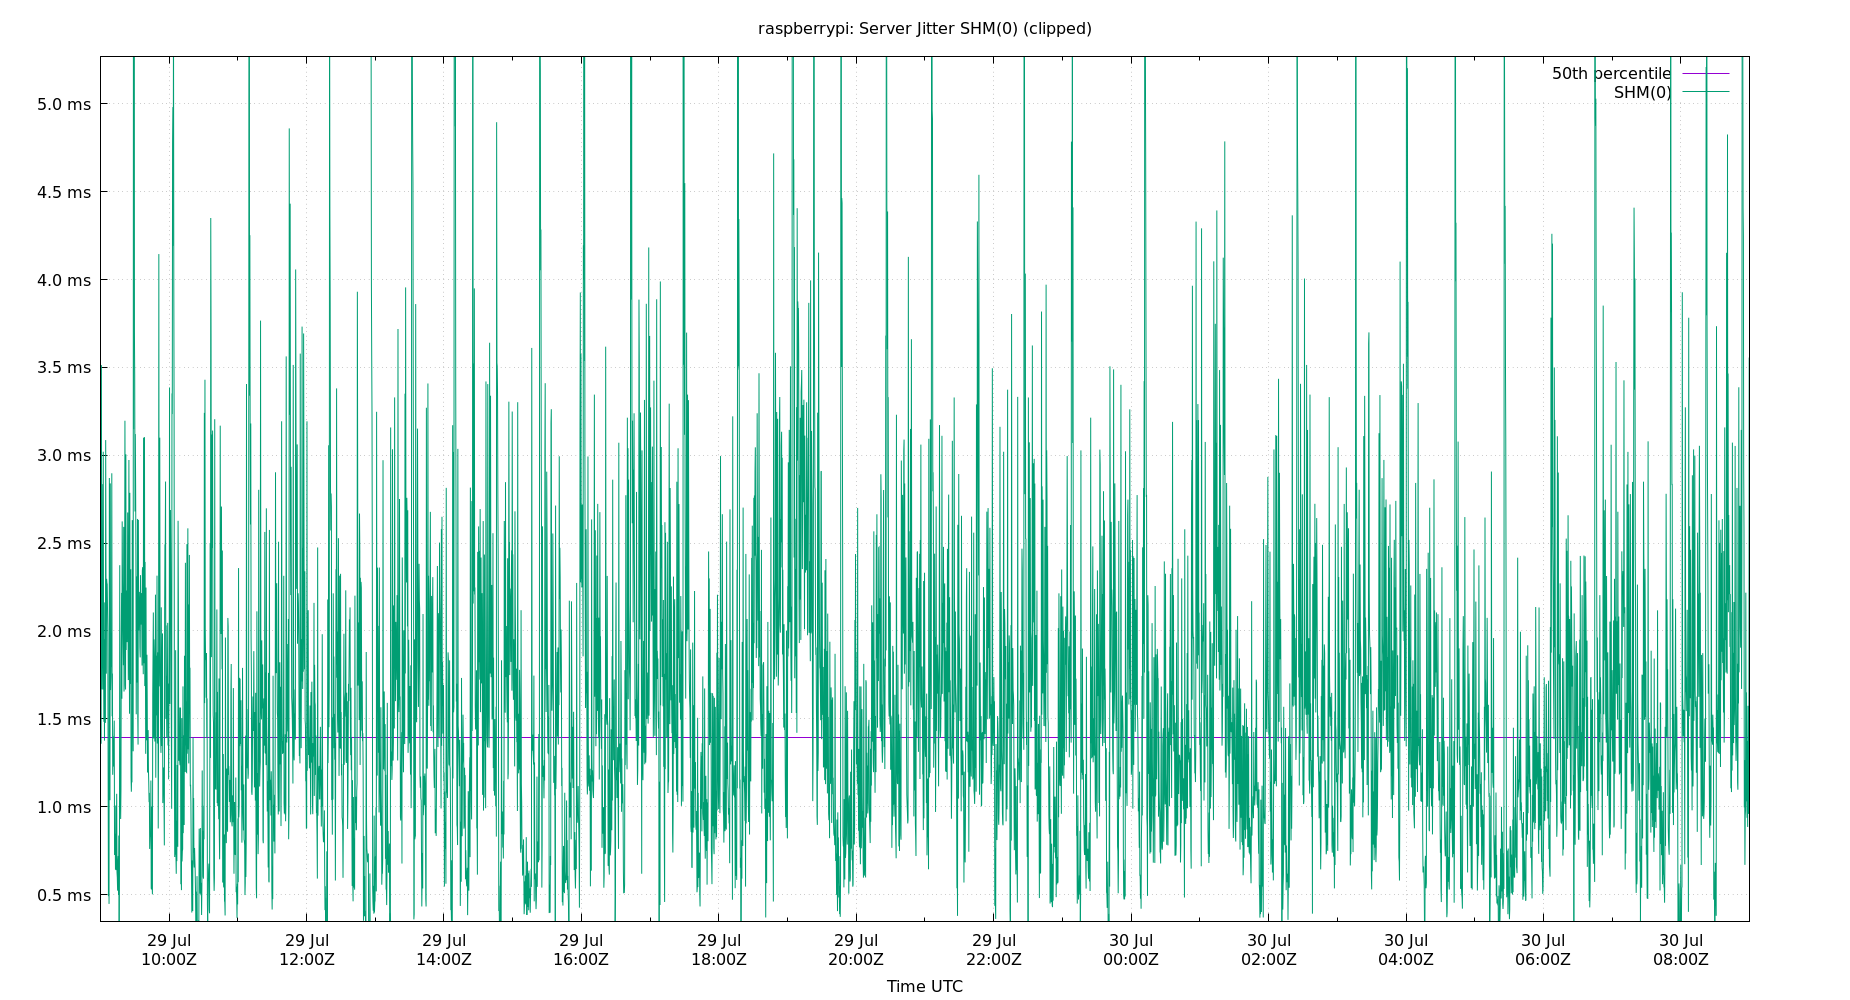 raspberrypi: Server Jitter SHM(0) (clipped)
50th percentile
SHM(0)
5.0 ms
4.5 ms
4.0 ms
3.5 ms
3.0 ms
2.5 ms
2.0 ms
1.5 ms
1.0 ms
0.5 ms
29 Jul 29 Jul 29 Jul 29 Jul 29 Jul 29 Jul 29 Jul 30 Jul 30 Jul 30 Jul 30 Jul 30 Jul
10:00Z 12:00Z 14:00Z 16:00Z 18:00Z 20:00Z 22:00Z 00:00Z 02:00Z 04:00Z 06:00Z 08:00Z
Time UTC